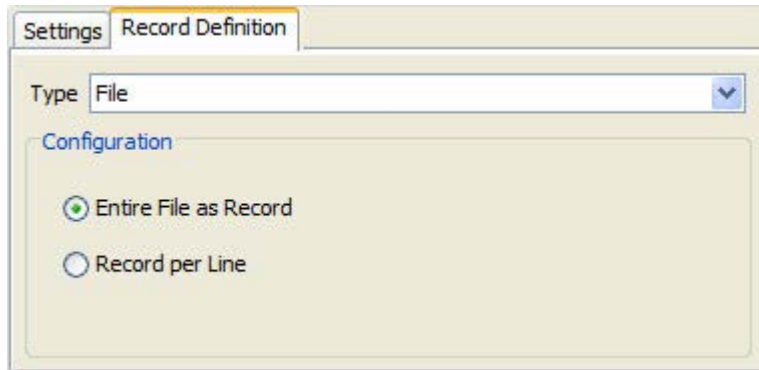 Settings Record Definition
Type File
Configuration
Entire File as Record
Record per Line